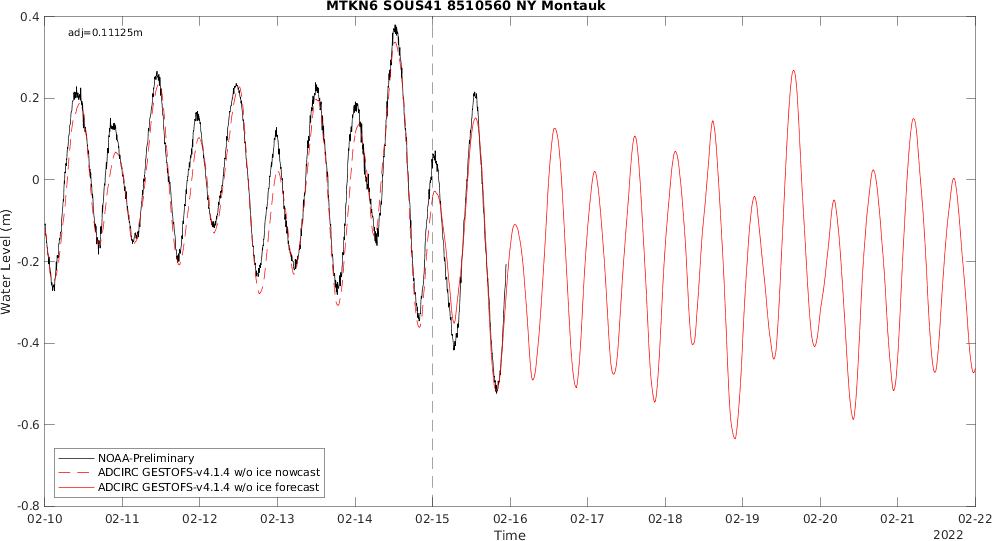 MTKN6 SOUS41 8510560 NY Montauk
adj=0.11125m
0.4
0.2
0
-0.2
-0.4
-0.6
-0.8
Water Level (m)
NOAA-Preliminary
ADCIRC GESTOFS-v4.1.4 w/o ice nowcast
ADCIRC GESTOFS-v4.1.4 w/o ice forecast
02-10 02-11 02-12 02-13 02-14 02-15 02-16 02-17 02-18 02-19 02-20 02-21 02-22
Time
2022